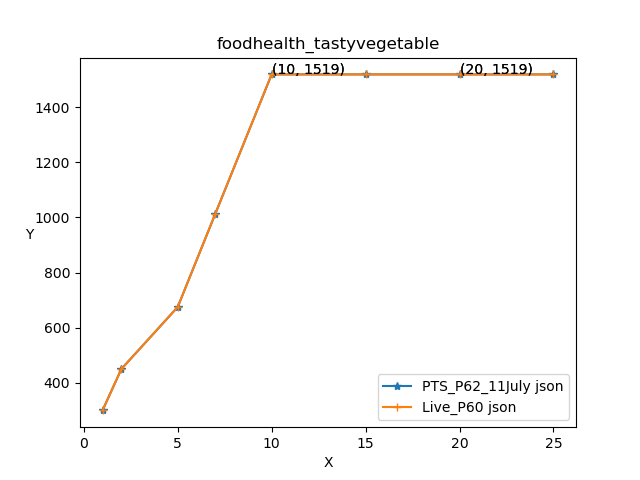 foodhealth_tastyvegetable
(10, 1519)
(20, 1519)
1400
1200
1000
800
600
400
Y
0
5
10
15
20
25
X
PTS_P62_11July json
Live_P60 json